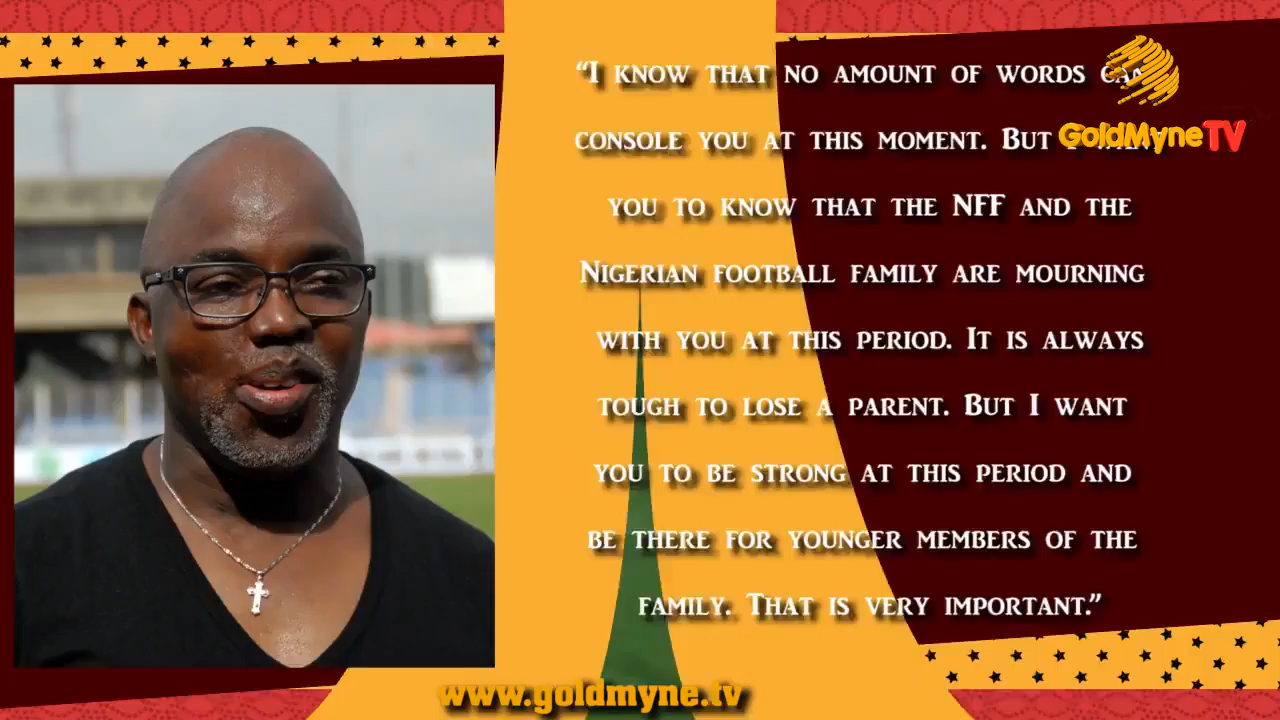 “I know that no amount of words can
console you at this moment. But I
you to know that the NFF and the
Nigerian football family are mourning
with you at this period. It is always
tough to lose a parent. But I want
you to be strong at this period and
be there for younger members of the
family. That is very important.”
GoldMyneTV
www.goldmyne.tv